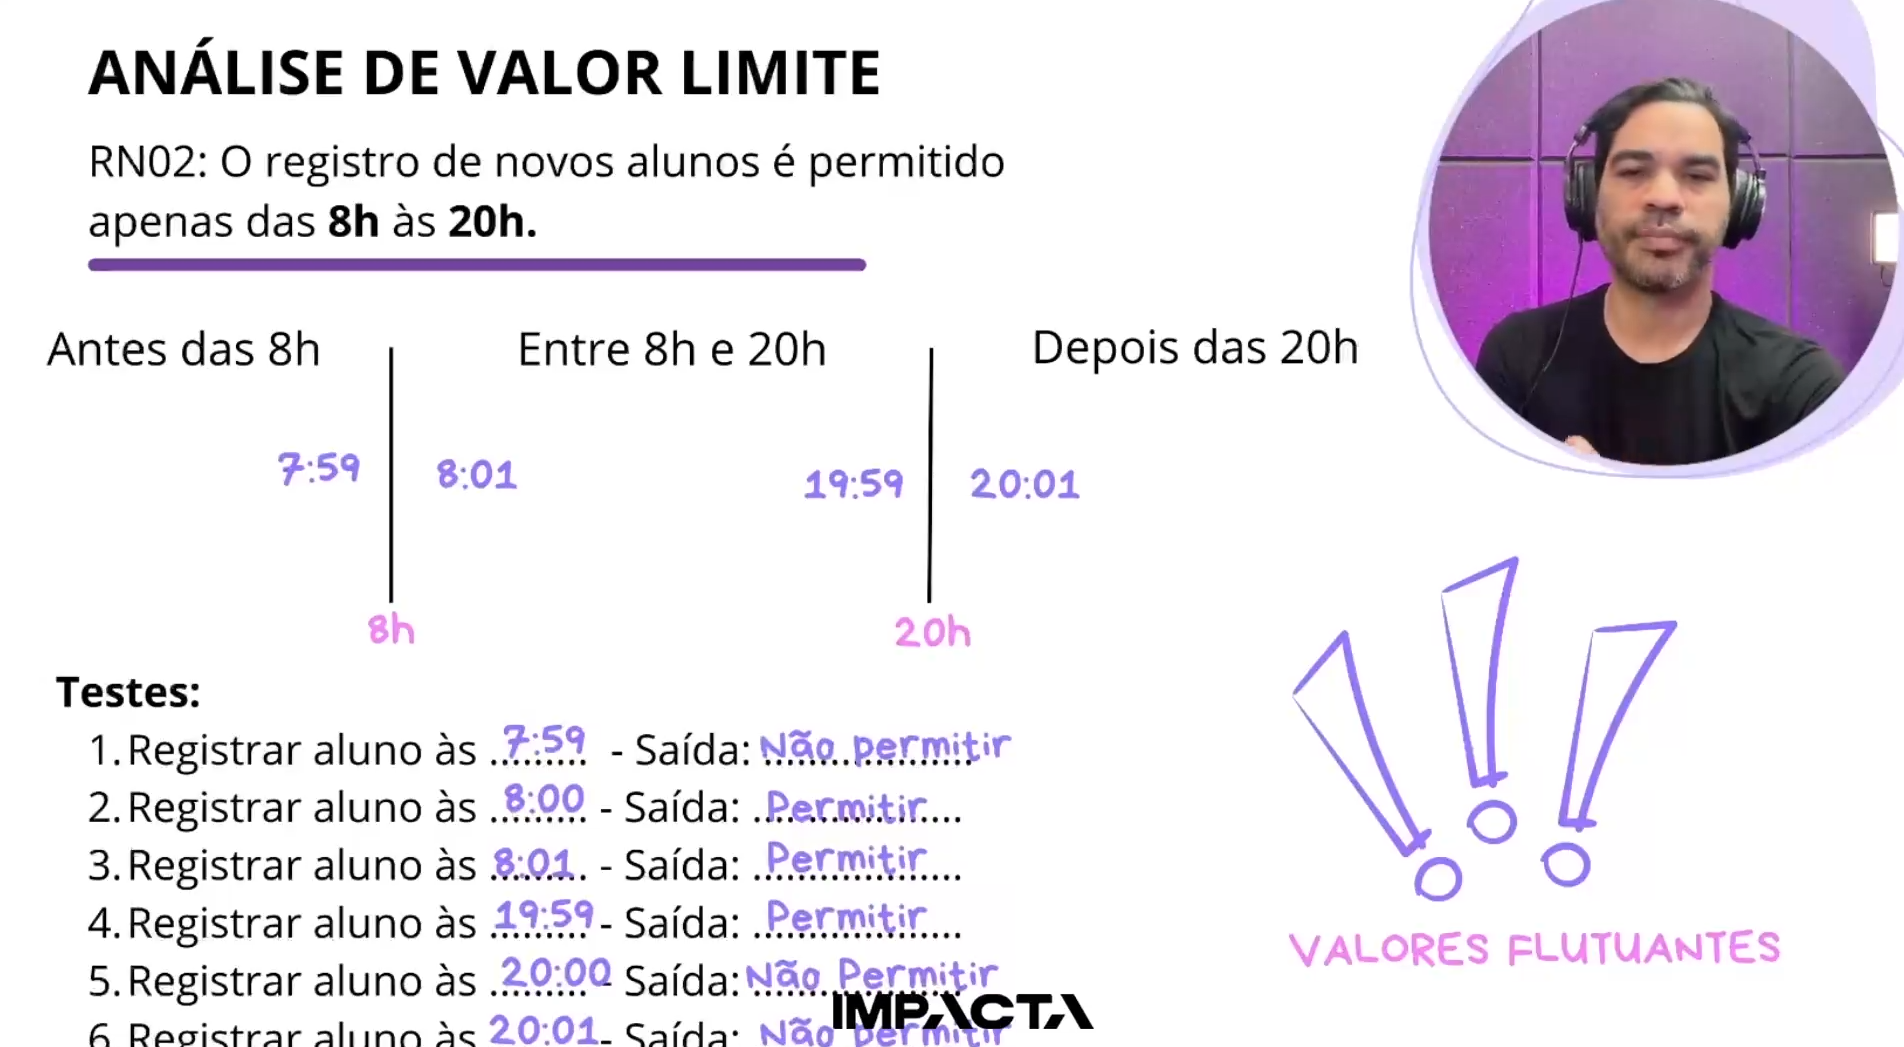 ANÁLISE DE VALOR LIMITE
RN02: O registro de novos alunos é permitido
apenas das 8h às 20h.
Antes das 8h
Entre 8h e 20h
Depois das 20h
7:59
8:01
19:59
20:01
8h
20h
Testes:
1. Registrar aluno às ..7:59.. - Saída: Não permitir
2. Registrar aluno às ..8:00.. - Saída: Permitir
3. Registrar aluno às ..8:01.. - Saída: Permitir
4. Registrar aluno às ..19:59.. - Saída: Permitir
5. Registrar aluno às ..20:00.. - Saída: Não Permitir
6. Registrar aluno às 20:01 - Saída: Não permitir
VALORES FLUTUANTES
IMPACTA